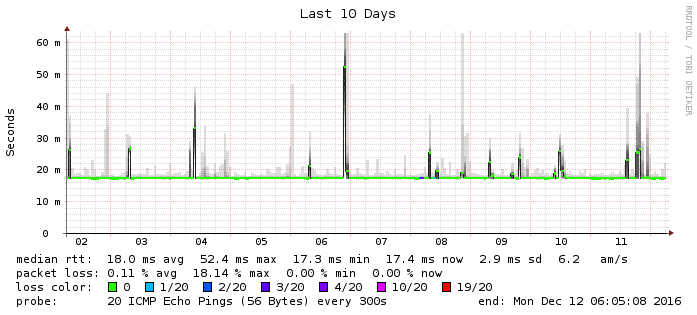 Last 10 Days
RRDTOOL / TOBI OETIKER
Seconds
60 m
50 m
40 m
30 m
20 m
10 m
0
02 03 04 05 06 07 08 09 10 11
median rtt: 18.0 ms avg 52.4 ms max 17.3 ms min 17.4 ms now 2.9 ms sd 6.2 am/s
packet loss: 0.11 % avg 18.14 % max 0.00 % min 0.00 % now
loss color: 0 1/20 2/20 3/20 4/20 10/20 19/20
probe: 20 ICMP Echo Pings (56 Bytes) every 300s end: Mon Dec 12 06:05:08 2016